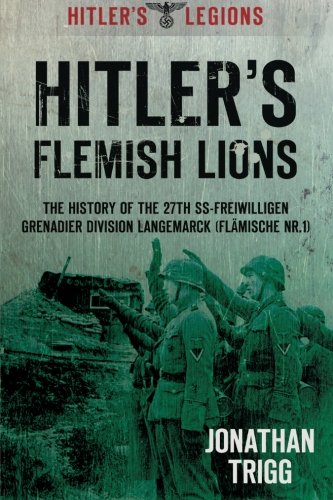 HITLER'S LEGIONS
HITLER'S
FLEMISH LIONS
THE HISTORY OF THE 27TH SS-FREIWILLIGEN
GRENADIER DIVISION LANGEMARCK (FLÄMISCHE NR.1)
JONATHAN
TRIGG